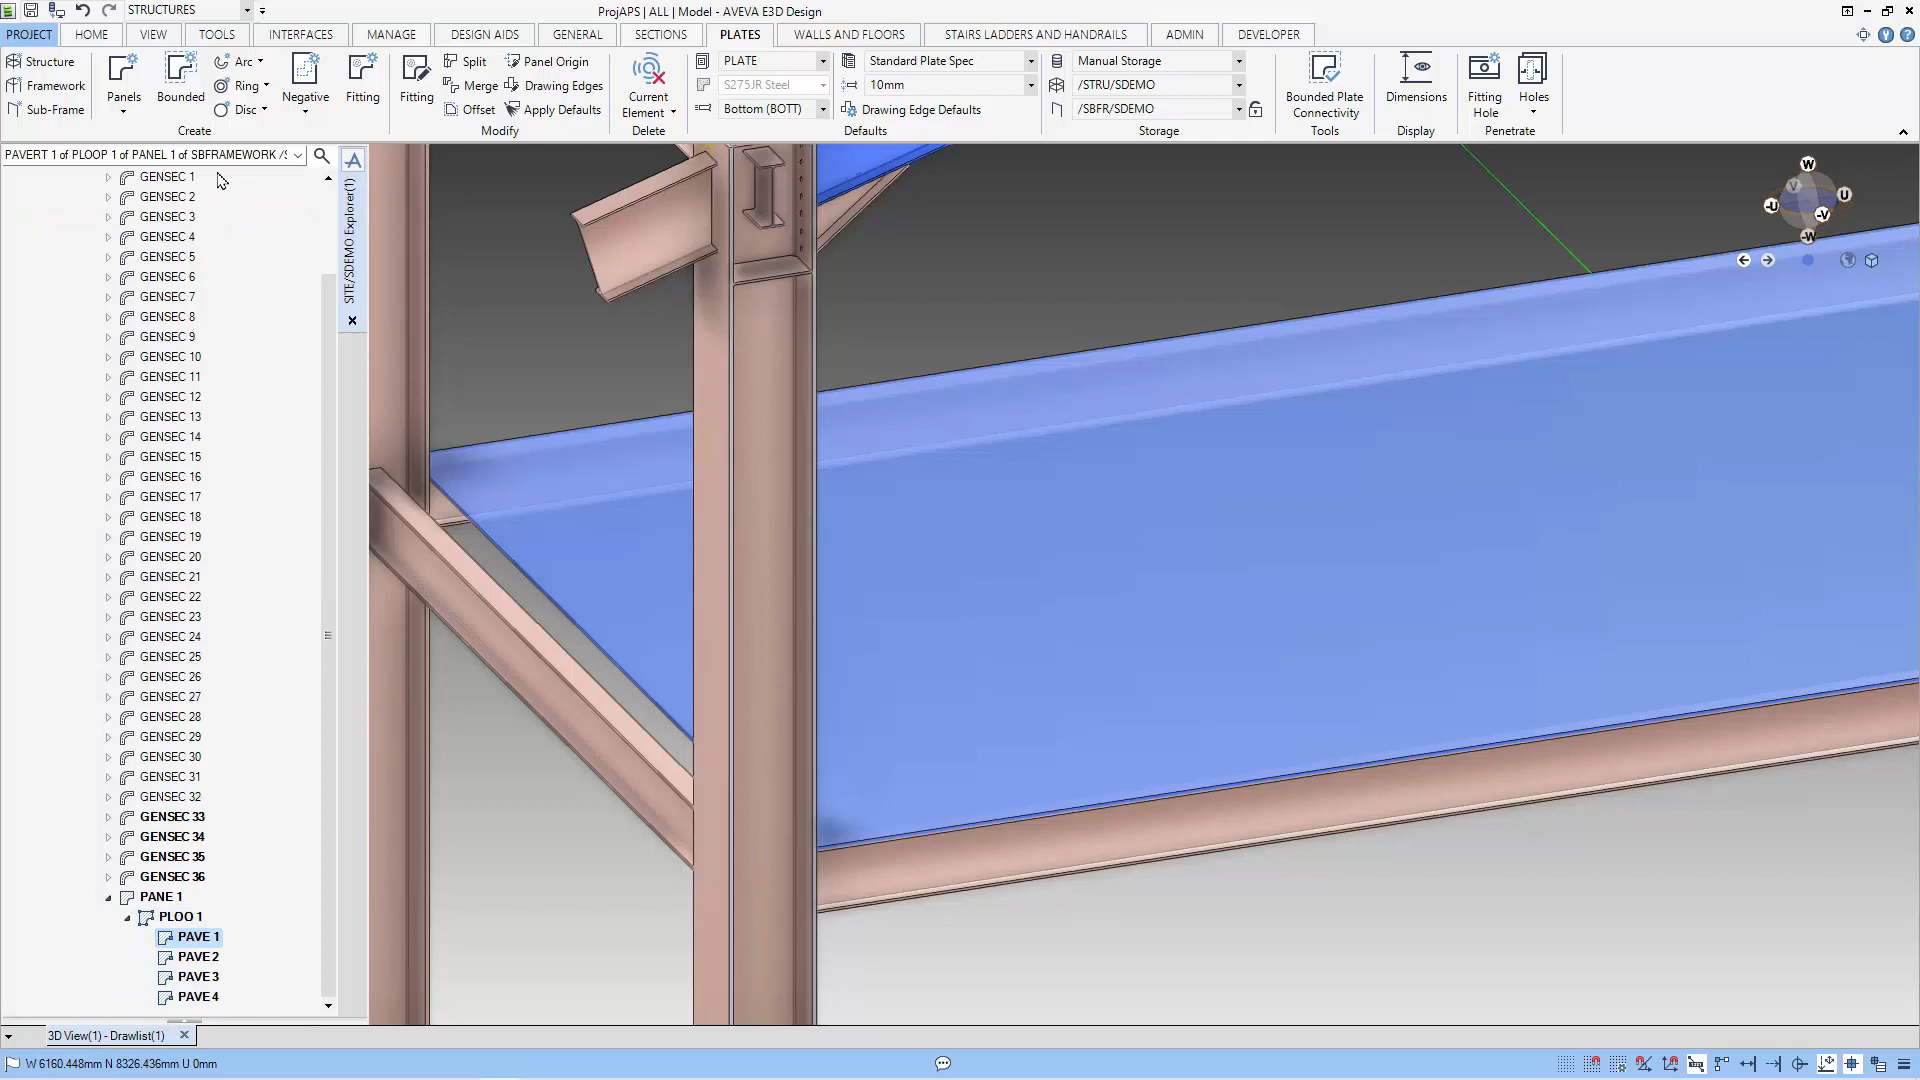 STRUCTURES
ProjAPS | ALL | Model - AVEVA E3D Design
PROJECT HOME VIEW TOOLS INTERFACES MANAGE DESIGN AIDS GENERAL SECTIONS PLATES WALLS AND FLOORS STAIRS LADDERS AND HANDRAILS ADMIN DEVELOPER
Structure
Framework
Sub-Frame
Panels
Bounded
Arc
Ring
Disc
Negative
Fitting
Create
Fitting
Split
Merge
Offset
Panel Origin
Drawing Edges
Apply Defaults
Modify
Current
Element
Delete
PLATE
S275JR Steel
Bottom (BOTT)
Standard Plate Spec
10mm
Drawing Edge Defaults
Defaults
Manual Storage
/STRU/SDEMO
/SBFR/SDEMO
Storage
Bounded Plate
Connectivity
Tools
Dimensions
Display
Fitting
Hole
Holes
Penetrate
PAVERT 1 of PLOOP 1 of PANEL 1 of SBFRAMEWORK /S
SITE/SDEMO Explorer(1)
GENSEC 1
GENSEC 2
GENSEC 3
GENSEC 4
GENSEC 5
GENSEC 6
GENSEC 7
GENSEC 8
GENSEC 9
GENSEC 10
GENSEC 11
GENSEC 12
GENSEC 13
GENSEC 14
GENSEC 15
GENSEC 16
GENSEC 17
GENSEC 18
GENSEC 19
GENSEC 20
GENSEC 21
GENSEC 22
GENSEC 23
GENSEC 24
GENSEC 25
GENSEC 26
GENSEC 27
GENSEC 28
GENSEC 29
GENSEC 30
GENSEC 31
GENSEC 32
GENSEC 33
GENSEC 34
GENSEC 35
GENSEC 36
PANE 1
PLOO 1
PAVE 1
PAVE 2
PAVE 3
PAVE 4
W
V
U
-U
-V
-W
3D View(1) - Drawlist(1)
W 6160.448mm N 8326.436mm U 0mm